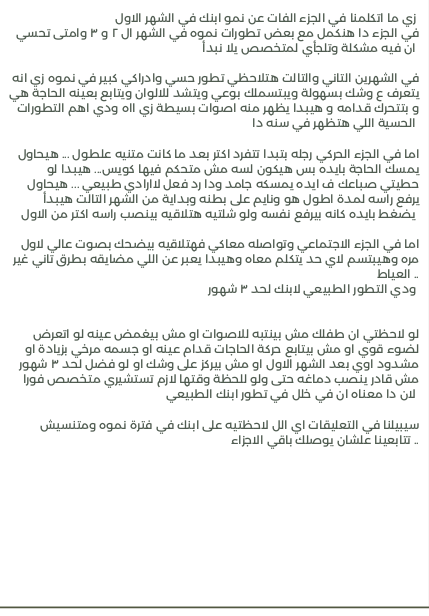 زي ما اتكلمنا في الجزء الفات عن نمو ابنك في الشهر الاول
في الجزء دا هنكمل مع بعض تطورات نموه في الشهر ال ٢ و ٣ وامتى تحسي
ان فيه مشكلة وتلجأي لمتخصص يلا نبدأ
في الشهرين التاني والتالت هتلاحظي تطور حسي وادراكي كبير في نموه زي انه
يتعرف ع وشك بسهولة ويبتسملك بوعي ويتشد للالوان ويتابع بعينه الحاجة هي
و بتتحرك قدامه و هيبدا يظهر منه اصوات بسيطة زي ااه ودي اهم التطورات
الحسية اللي هتظهر في سنه دا
اما في الجزء الحركي رجله بتبدا تتفرد اكتر بعد ما كانت متنيه علطول ... هيحاول
يمسك الحاجة بايده بس هيكون لسه مش متحكم فيها كويس... هيبدا لو
حطيتي صباعك ف ايده يمسكه جامد ودا رد فعل لاارادي طبيعي ... هيحاول
يرفع راسه لمدة اطول هو ونايم على بطنه وبداية من الشهر التالت هيبدأ
يضغط بايده كانه بيرفع نفسه ولو شلتيه هتلاقيه بينصب راسه اكتر من الاول
اما في الجزء الاجتماعي وتواصله معاكي فهتلاقيه بيضحك بصوت عالي لاول
مره وهيبتسم لاي حد يتكلم معاه وهيبدا يعبر عن اللي مضايقه بطرق تاني غير
العياط ..
ودي التطور الطبيعي لابنك لحد ٣ شهور
لو لاحظتي ان طفلك مش بينتبه للاصوات او مش بيغمض عينه لو اتعرض
لضوء قوي او مش بيتابع حركة الحاجات قدام عينه او جسمه مرخي بزيادة او
مشدود اوي بعد الشهر الاول او مش بيركز على وشك او لو فضل لحد ٣ شهور
مش قادر ينصب دماغه حتى ولو للحظة وقتها لازم تستشيري متخصص فورا
لان دا معناه ان في خلل في تطور ابنك الطبيعي
سيبيلنا في التعليقات اي الل لاحظتيه على ابنك في فترة نموه ومتنسيش
تتابعينا علشان يوصلك باقي الاجزاء ..